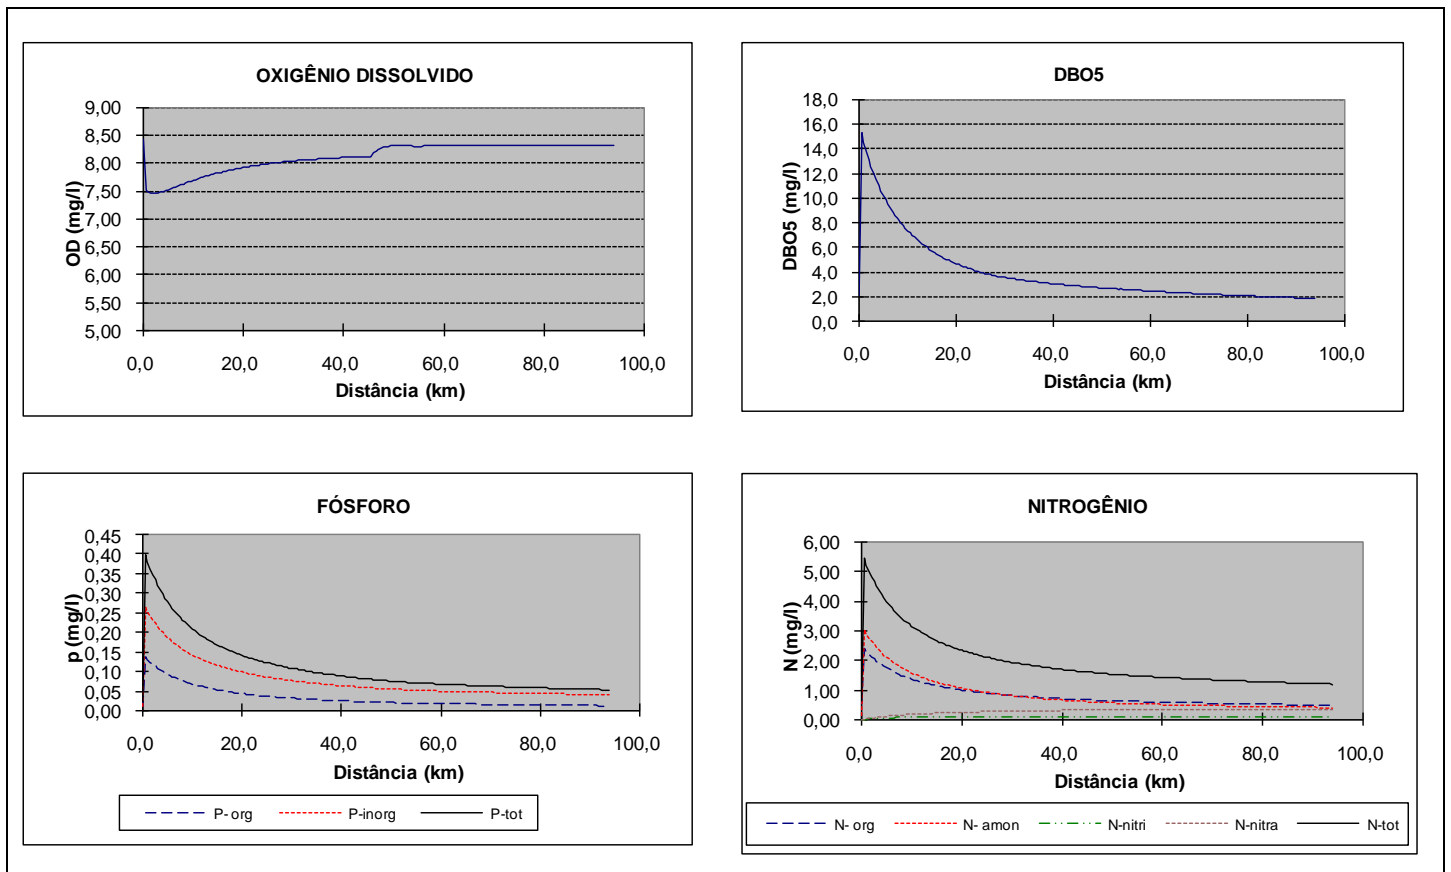 OXIGÊNIO DISSOLVIDO
9,00
8,50
8,00
7,50
7,00
6,50
6,00
5,50
5,00
OD (mg/l)
0,0 20,0 40,0 60,0 80,0 100,0
Distância (km)
DBO5
18,0
16,0
14,0
12,0
10,0
8,0
6,0
4,0
2,0
0,0
DBO5 (mg/l)
0,0 20,0 40,0 60,0 80,0 100,0
Distância (km)
FÓSFORO
0,45
0,40
0,35
0,30
0,25
0,20
0,15
0,10
0,05
0,00
p (mg/l)
0,0 20,0 40,0 60,0 80,0 100,0
Distância (km)
P- org P-inorg P-tot
NITROGÊNIO
6,00
5,00
4,00
3,00
2,00
1,00
0,00
N (mg/l)
0,0 20,0 40,0 60,0 80,0 100,0
Distância (km)
N- org N- amon N-nitri N-nitra N-tot